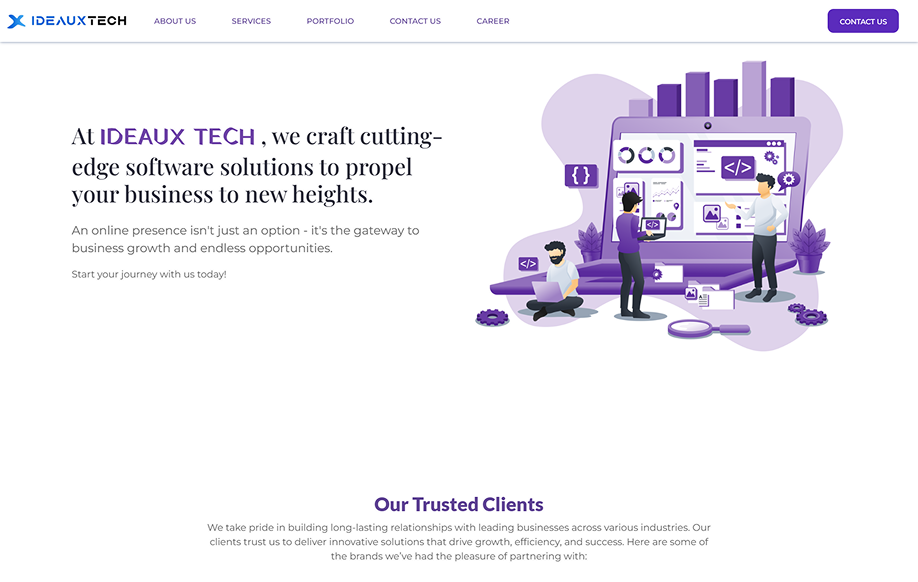 IDEAUXTECH
ABOUT US
SERVICES
PORTFOLIO
CONTACT US
CAREER
CONTACT US
At IDEAUX TECH , we craft cutting-
edge software solutions to propel
your business to new heights.
An online presence isn't just an option - it's the gateway to
business growth and endless opportunities.
Start your journey with us today!
{ }
</>
</>
</>
Our Trusted Clients
We take pride in building long-lasting relationships with leading businesses across various industries. Our
clients trust us to deliver innovative solutions that drive growth, efficiency, and success. Here are some of
the brands we’ve had the pleasure of partnering with: